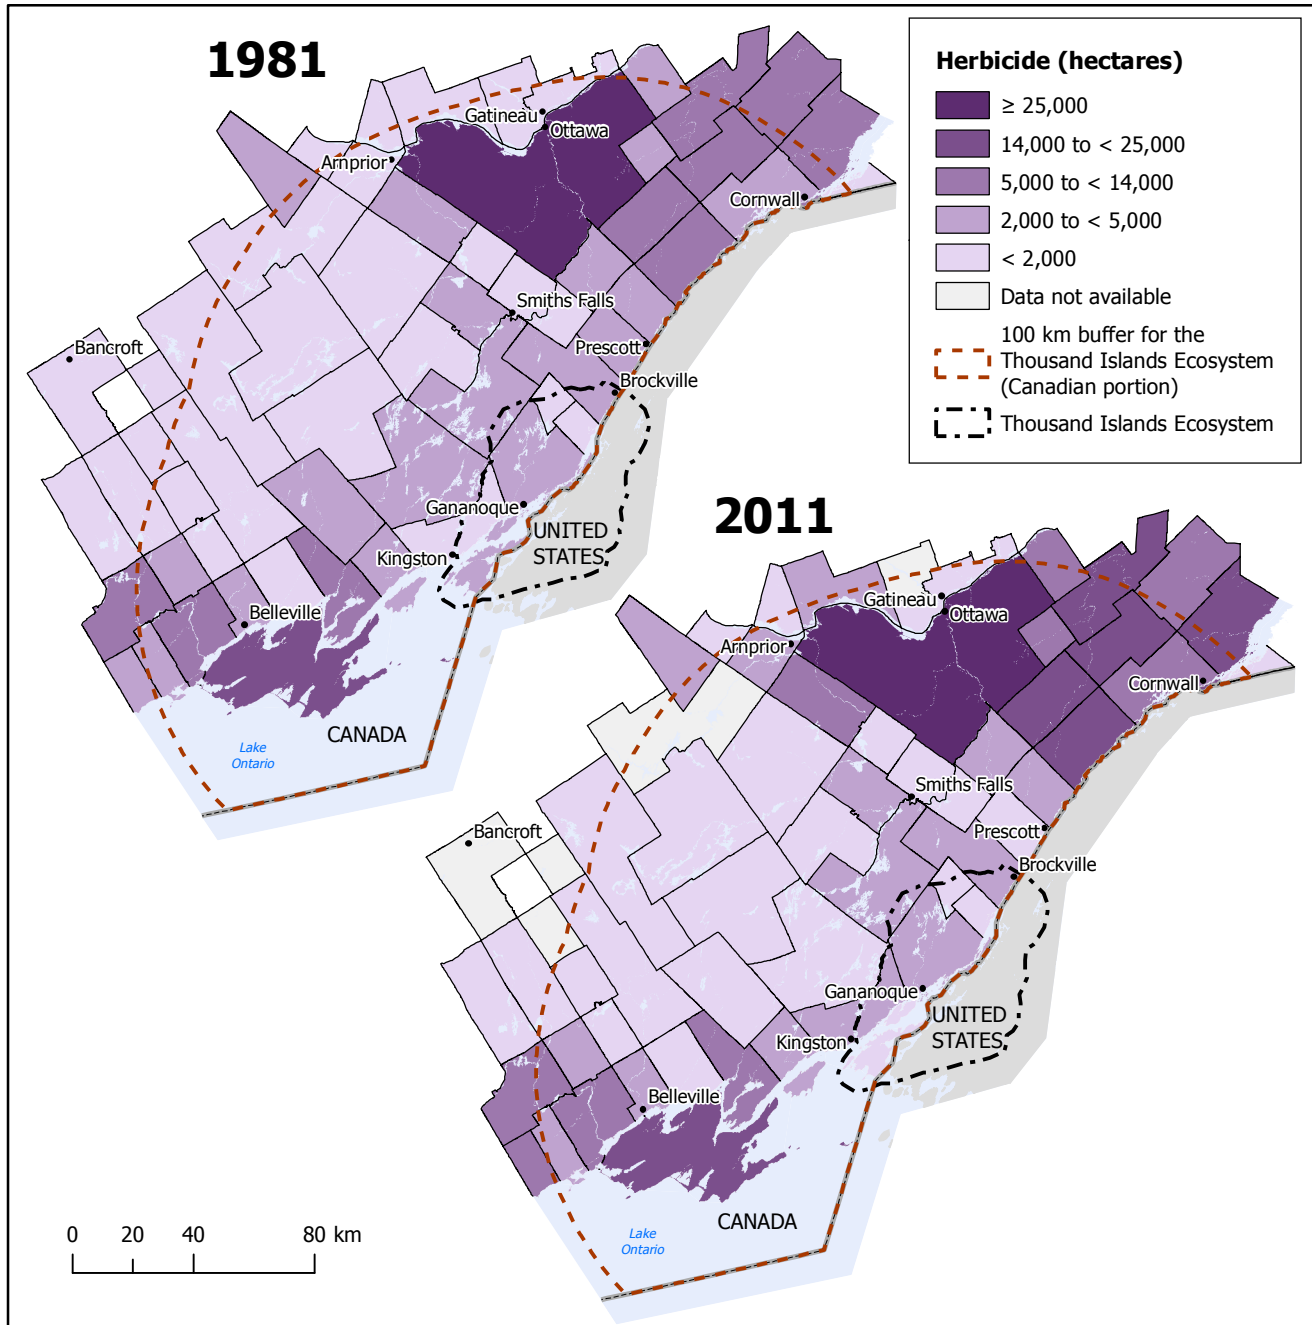 1981
Gatineau
Ottawa
Arnprior
Cornwall
Smiths Falls
Prescott
Bancroft
Brockville
Gananoque
Kingston
UNITED
STATES
Belleville
CANADA
Lake
Ontario
Herbicide (hectares)
≥ 25,000
14,000 to < 25,000
5,000 to < 14,000
2,000 to < 5,000
< 2,000
Data not available
100 km buffer for the
Thousand Islands Ecosystem
(Canadian portion)
Thousand Islands Ecosystem
2011
Gatineau
Ottawa
Arnprior
Cornwall
Smiths Falls
Prescott
Bancroft
Brockville
Gananoque
UNITED
STATES
Kingston
Belleville
CANADA
Lake
Ontario
0 20 40 80 km